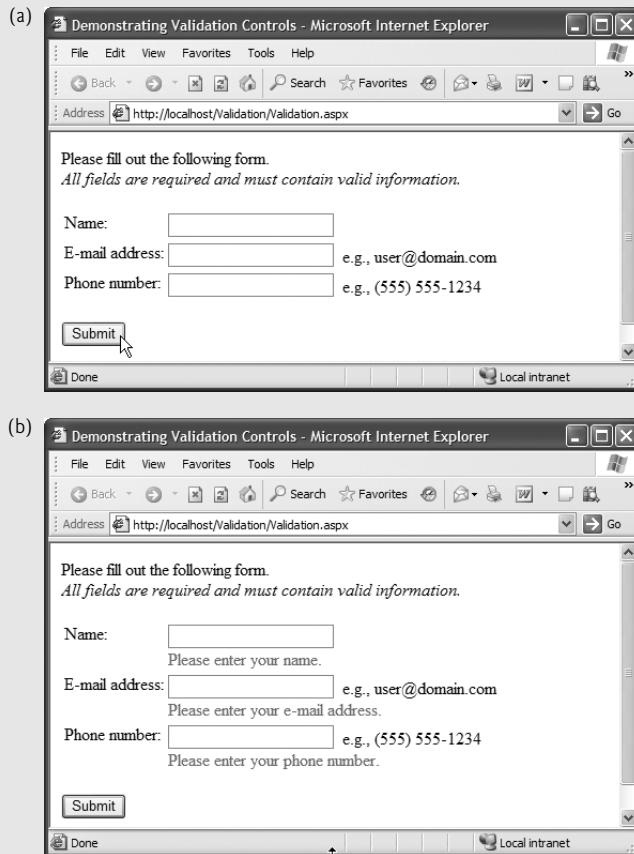 (a)
Demonstrating Validation Controls - Microsoft Internet Explorer
File Edit View Favorites Tools Help
Back Search Favorites W »
Address http://localhost/Validation/Validation.aspx Go
Please fill out the following form.
All fields are required and must contain valid information.
Name:
E-mail address: e.g., user@domain.com
Phone number: e.g., (555) 555-1234
Submit
Done Local intranet
(b)
Demonstrating Validation Controls - Microsoft Internet Explorer
File Edit View Favorites Tools Help
Back Search Favorites W »
Address http://localhost/Validation/Validation.aspx Go
Please fill out the following form.
All fields are required and must contain valid information.
Name:
Please enter your name.
E-mail address: e.g., user@domain.com
Please enter your e-mail address.
Phone number: e.g., (555) 555-1234
Please enter your phone number.
Submit
Done Local intranet